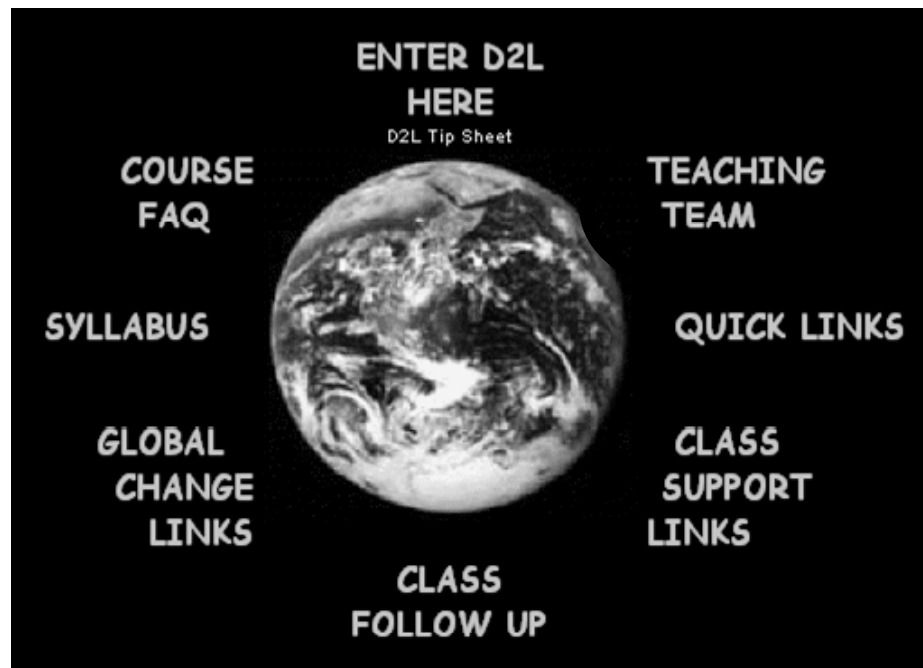 ENTER D2L
HERE
D2L Tip Sheet
COURSE
FAQ
TEACHING
TEAM
SYLLABUS
QUICK LINKS
GLOBAL
CHANGE
LINKS
CLASS
SUPPORT
LINKS
CLASS
FOLLOW UP